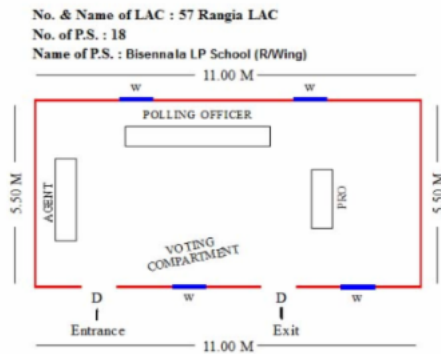 No. & Name of LAC : 57 Rangia LAC
No. of P.S. : 18
Name of P.S. : Bisennala LP School (R/Wing)
11.00 M
W
W
POLLING OFFICER
5.50 M
AGENT
PRO
5.50 M
VOTING
COMPARTMENT
D
W
D
W
Entrance
Exit
11.00 M